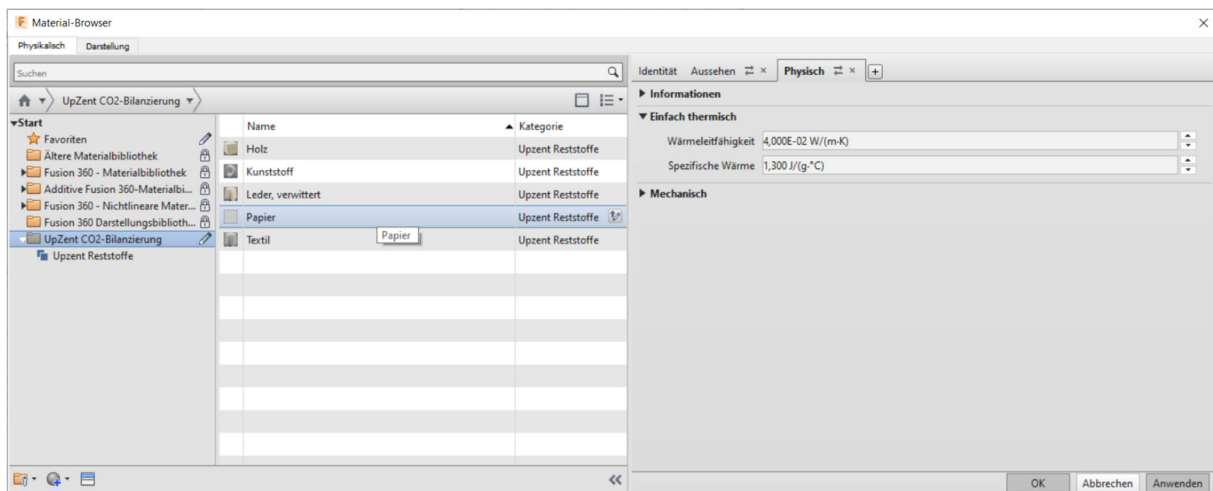 Material-Browser
Physikalisch Darstellung
Suchen
UpZent CO2-Bilanzierung
Start
Favoriten
Ältere Materialbibliothek
Fusion 360 - Materialbibliothek
Additive Fusion 360-Materialbi...
Fusion 360 - Nichtlineare Mater...
Fusion 360 Darstellungsbiblioth...
UpZent CO2-Bilanzierung
Upzent Reststoffe
Name Kategorie
Holz Upzent Reststoffe
Kunststoff Upzent Reststoffe
Leder, verwittert Upzent Reststoffe
Papier Upzent Reststoffe
Papier
Textil Upzent Reststoffe
Identität Aussehen Physisch
Informationen
Einfach thermisch
Wärmeleitfähigkeit 4,000E-02 W/(m·K)
Spezifische Wärme 1,300 J/(g·°C)
Mechanisch
OK Abbrechen Anwenden